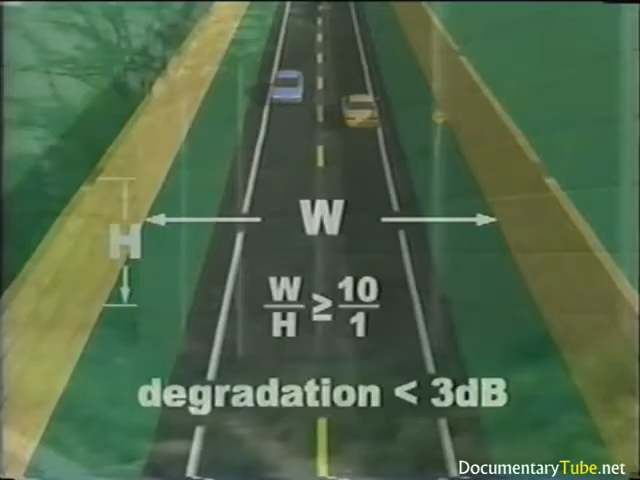 W
H
W/H ≥ 10/1
degradation < 3dB
DocumentaryTube.net